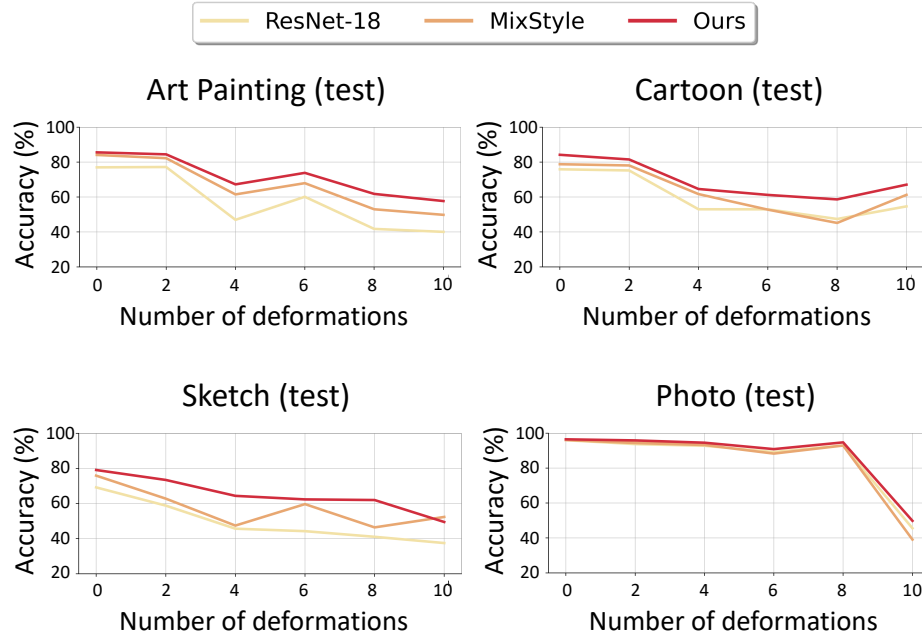 ResNet-18 MixStyle Ours
Art Painting (test)
Accuracy (%)
100
80
60
40
20
0 2 4 6 8 10
Number of deformations
Cartoon (test)
Accuracy (%)
100
80
60
40
20
0 2 4 6 8 10
Number of deformations
Sketch (test)
Accuracy (%)
100
80
60
40
20
0 2 4 6 8 10
Number of deformations
Photo (test)
Accuracy (%)
100
80
60
40
20
0 2 4 6 8 10
Number of deformations